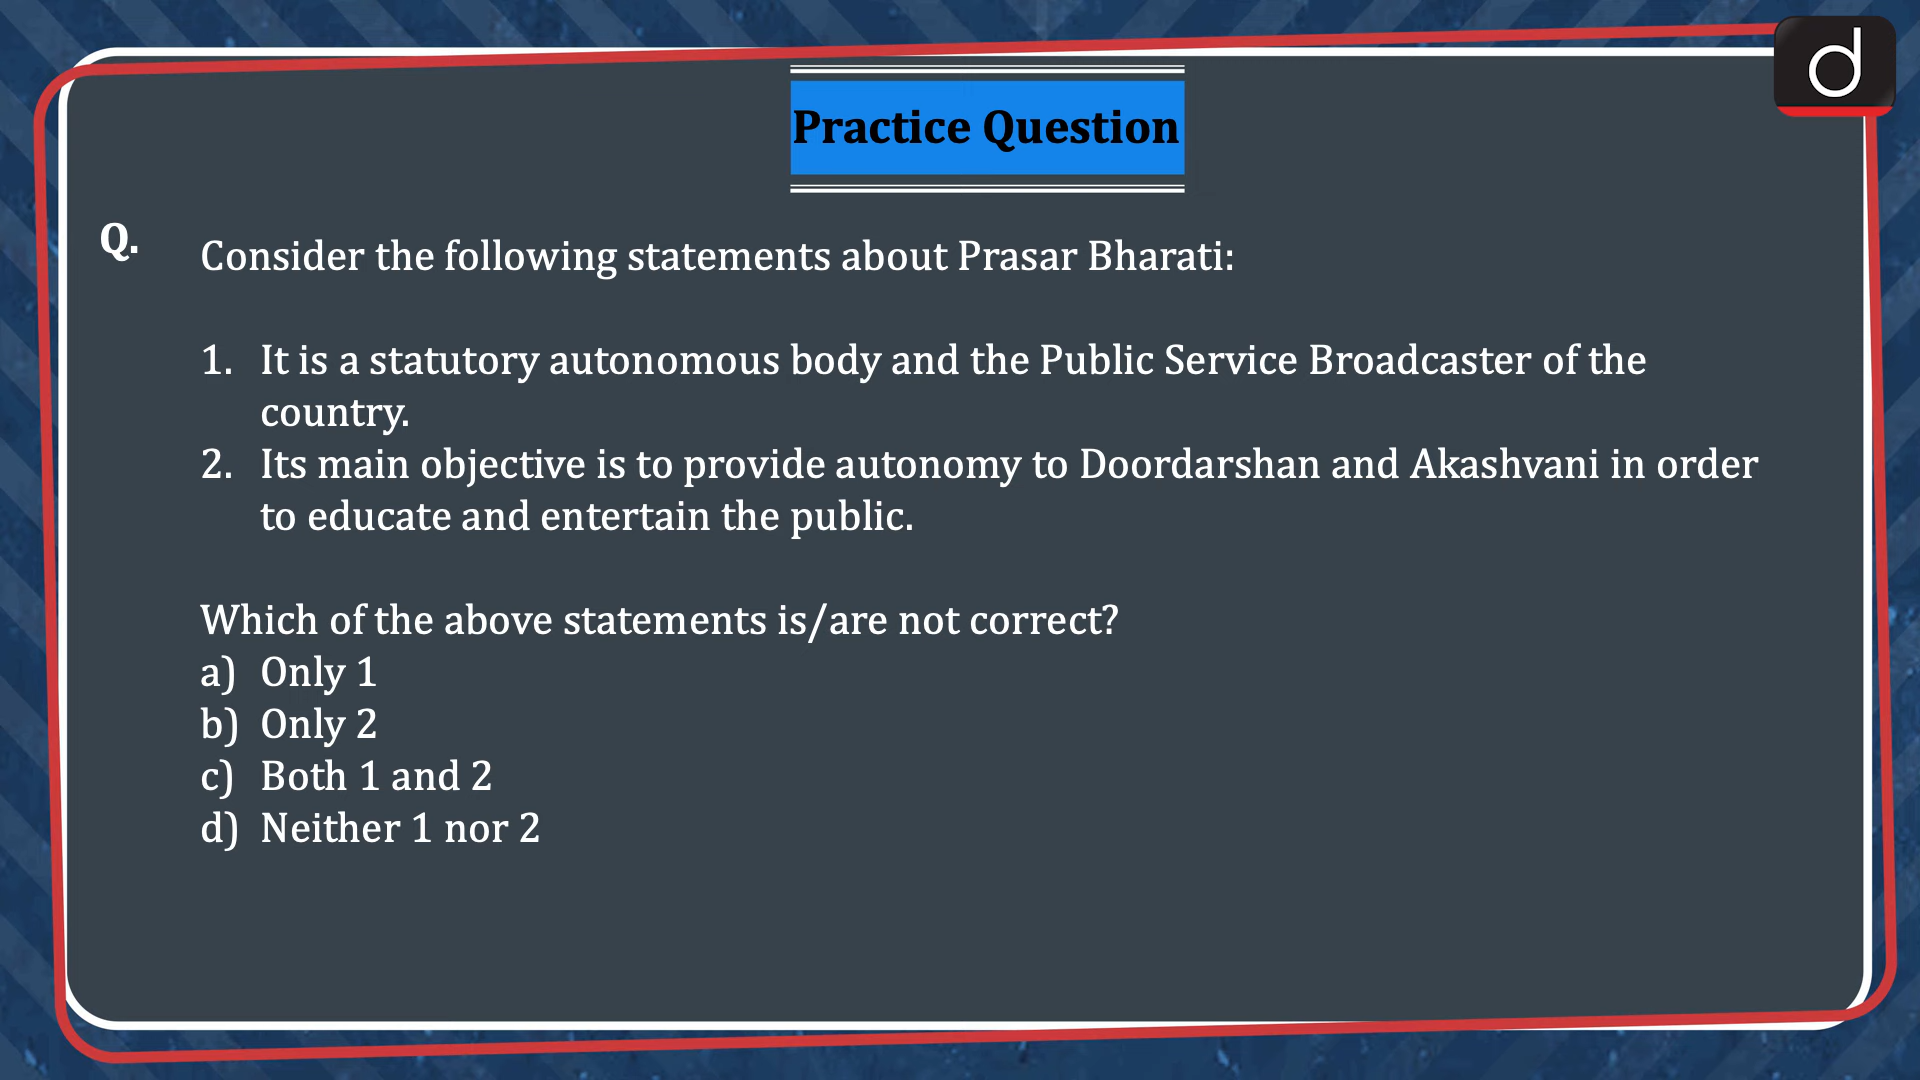 d
Practice Question
Q.
Consider the following statements about Prasar Bharati:
1. It is a statutory autonomous body and the Public Service Broadcaster of the
country.
2. Its main objective is to provide autonomy to Doordarshan and Akashvani in order
to educate and entertain the public.
Which of the above statements is/are not correct?
a) Only 1
b) Only 2
c) Both 1 and 2
d) Neither 1 nor 2